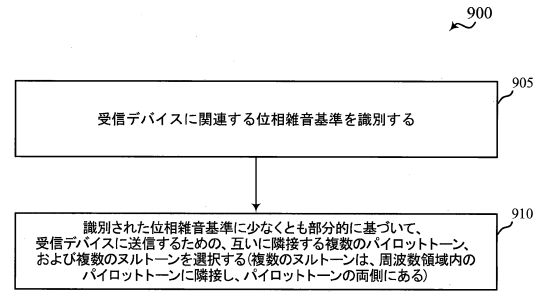 900
905
受信デバイスに関連する位相雑音基準を識別する
910
識別された位相雑音基準に少なくとも部分的に基づいて、
受信デバイスに送信するための、互いに隣接する複数のパイロットトーン、
および複数のヌルトーンを選択する(複数のヌルトーンは、周波数領域内の
パイロットトーンに隣接し、パイロットトーンの両側にある)